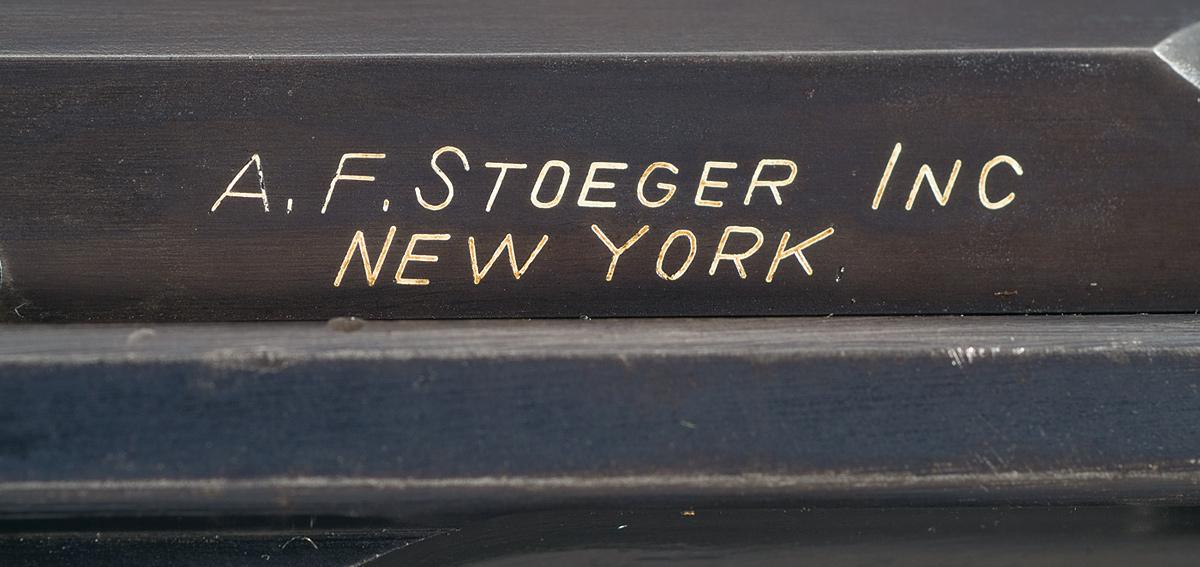 A. F. STOEGER INC
NEW YORK.